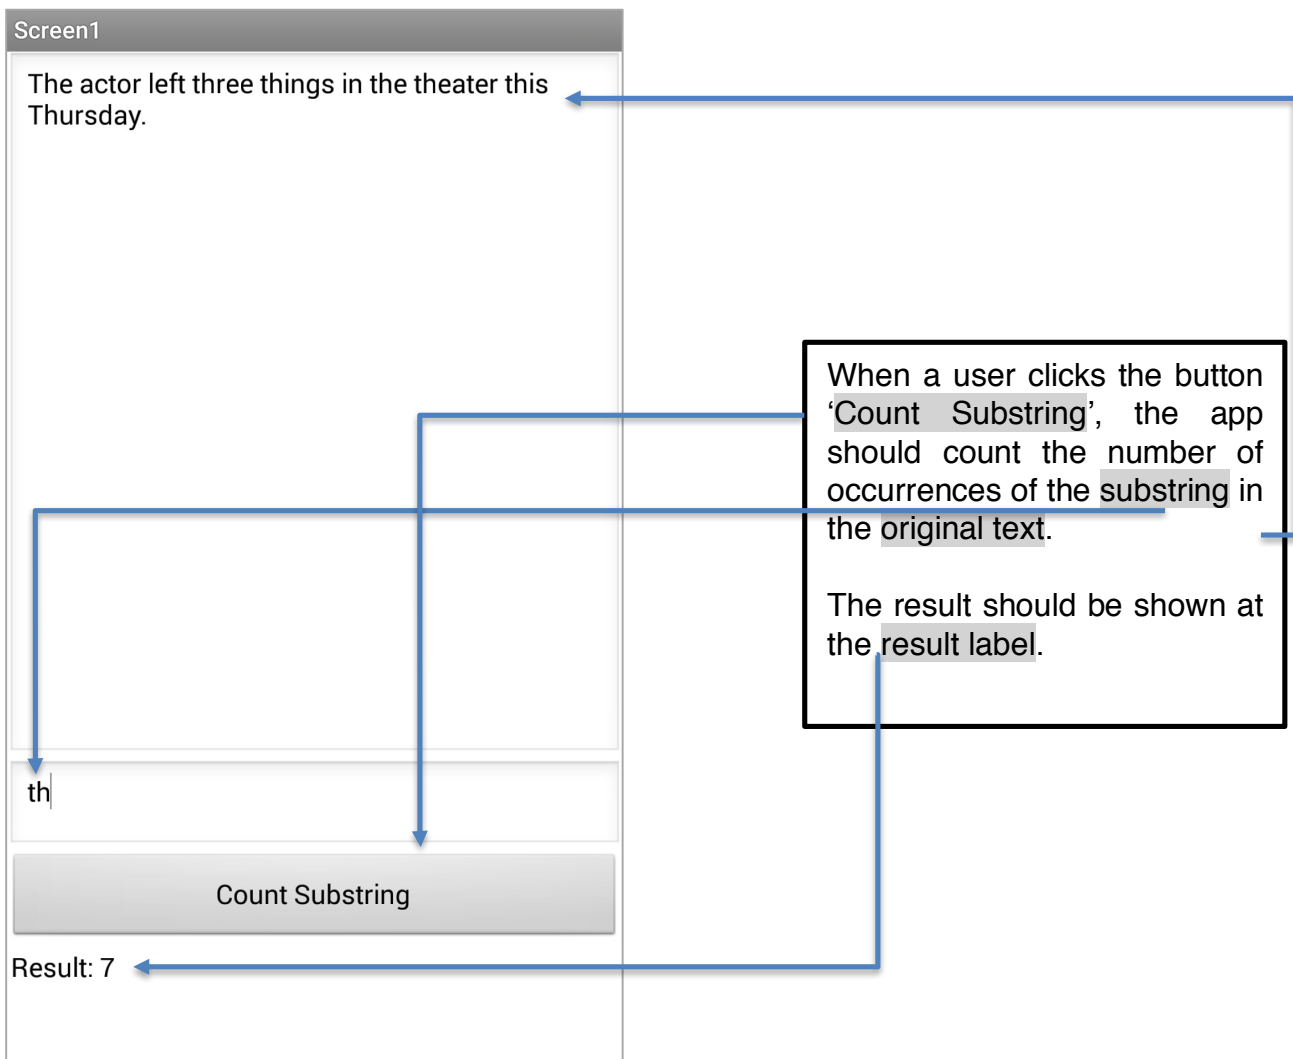 Screen1
The actor left three things in the theater this
Thursday.
When a user clicks the button
‘Count Substring’, the app
should count the number of
occurrences of the substring in
the original text.
The result should be shown at
the result label.
th
Count Substring
Result: 7